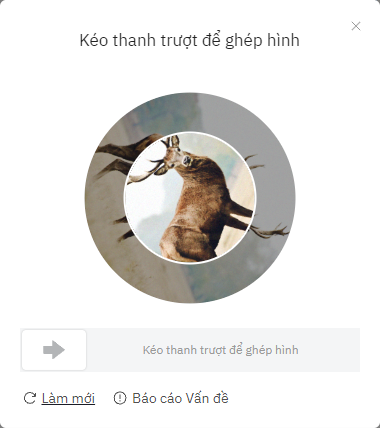 Kéo thanh trượt để ghép hình
Kéo thanh trượt để ghép hình
Làm mới
Báo cáo Vấn đề